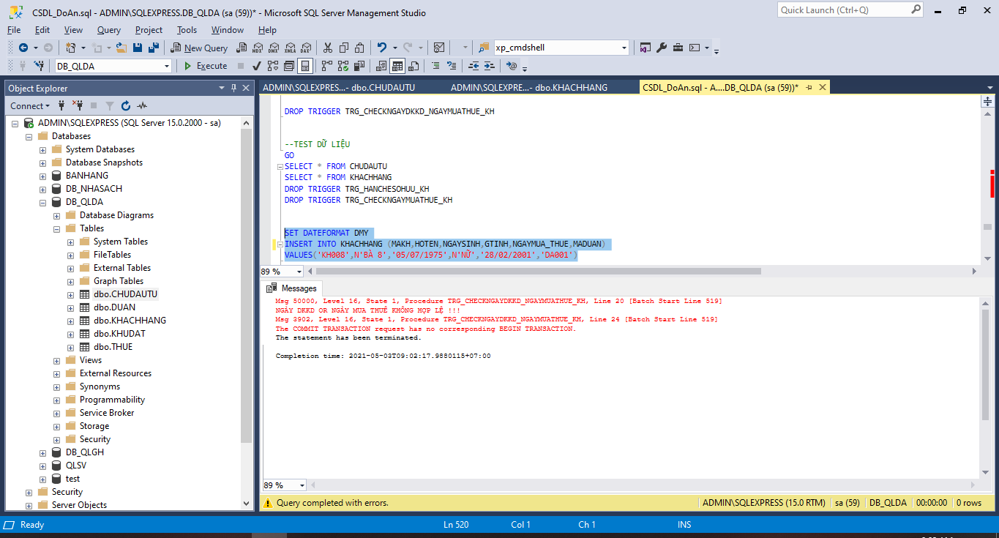 CSDL_DoAn.sql - ADMIN\SQLEXPRESS.DB_QLDA (sa (59))* - Microsoft SQL Server Management Studio
Quick Launch (Ctrl+Q)
File Edit View Query Project Tools Window Help
New Query MDX DMX XMLA DAX xp_cmdshell
DB_QLDA Execute
Object Explorer
Connect
ADMIN\SQLEXPRESS (SQL Server 15.0.2000 - sa)
Databases
System Databases
Database Snapshots
BANHANG
DB_NHASACH
DB_QLDA
Database Diagrams
Tables
System Tables
FileTables
External Tables
Graph Tables
dbo.CHUDAUTU
dbo.DUAN
dbo.KHACHHANG
dbo.KHUDAT
dbo.THUE
Views
External Resources
Synonyms
Programmability
Service Broker
Storage
Security
DB_QLGH
QLSV
test
Security
Server Objects
ADMIN\SQLEXPRES...- dbo.CHUDAUTU ADMIN\SQLEXPRE...- dbo.KHACHHANG CSDL_DoAn.sql - A....DB_QLDA (sa (59))*
DROP TRIGGER TRG_CHECKNGAYDKKD_NGAYMUATHUE_KH
--TEST DỮ LIỆU
GO
SELECT * FROM CHUDAUTU
SELECT * FROM KHACHHANG
DROP TRIGGER TRG_HANCHESOHUU_KH
DROP TRIGGER TRG_CHECKNGAYMUATHUE_KH
SET DATEFORMAT DMY
INSERT INTO KHACHHANG (MAKH,HOTEN,NGAYSINH,GTINH,NGAYMUA_THUE,MADUAN)
VALUES('KH008',N'BÀ 8','05/07/1975',N'NỮ','28/02/2001','DA001')
89 %
Messages
Msg 50000, Level 16, State 1, Procedure TRG_CHECKNGAYDKKD_NGAYMUATHUE_KH, Line 20 [Batch Start Line 519]
NGÀY DKKD OR NGÀY MUA THUÊ KHÔNG HỢP LỆ !!!
Msg 3902, Level 16, State 1, Procedure TRG_CHECKNGAYDKKD_NGAYMUATHUE_KH, Line 24 [Batch Start Line 519]
The COMMIT TRANSACTION request has no corresponding BEGIN TRANSACTION.
The statement has been terminated.
Completion time: 2021-05-03T09:02:17.9880115+07:00
89 %
Query completed with errors. ADMIN\SQLEXPRESS (15.0 RTM) sa (59) DB_QLDA 00:00:00 0 rows
Ready Ln 520 Col 1 Ch 1 INS